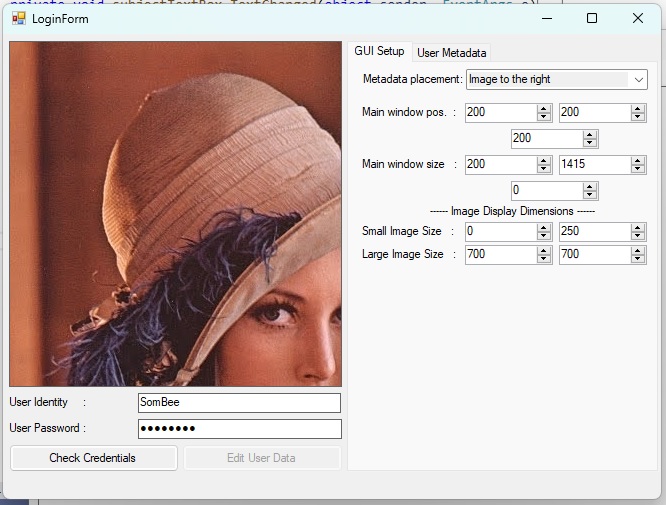 private void subjectTextBox_TextChanged(object sender, EventArgs e)
LoginForm
GUI Setup User Metadata
Metadata placement: Image to the right
Main window pos. : 200 200
200
Main window size : 200 1415
0
------ Image Display Dimensions ------
Small Image Size : 0 250
Large Image Size : 700 700
User Identity : SomBee
User Password : ●●●●●●●●
Check Credentials Edit User Data